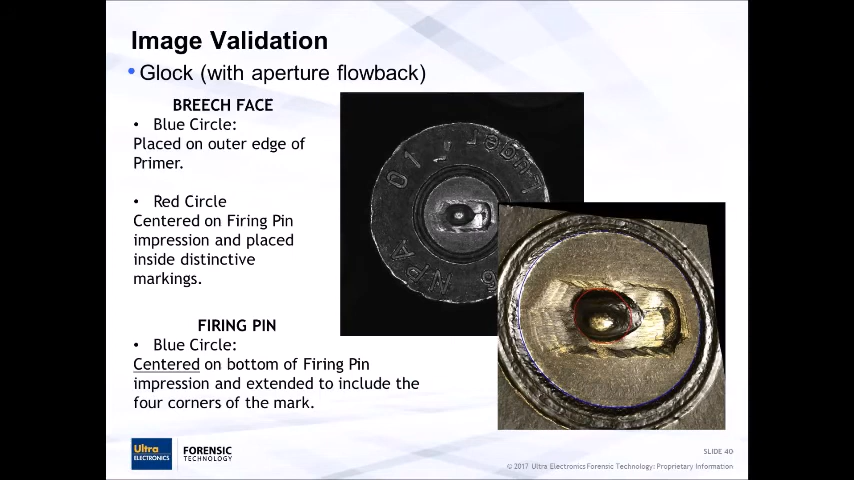 Image Validation
• Glock (with aperture flowback)
BREECH FACE
• Blue Circle:
Placed on outer edge of
Primer.
• Red Circle
Centered on Firing Pin
impression and placed
inside distinctive
markings.
FIRING PIN
• Blue Circle:
Centered on bottom of Firing Pin
impression and extended to include the
four corners of the mark.
Luger
01
NPA
Ultra
ELECTRONICS
FORENSIC
TECHNOLOGY
SLIDE 40
© 2017 Ultra Electronics Forensic Technology: Proprietary Information